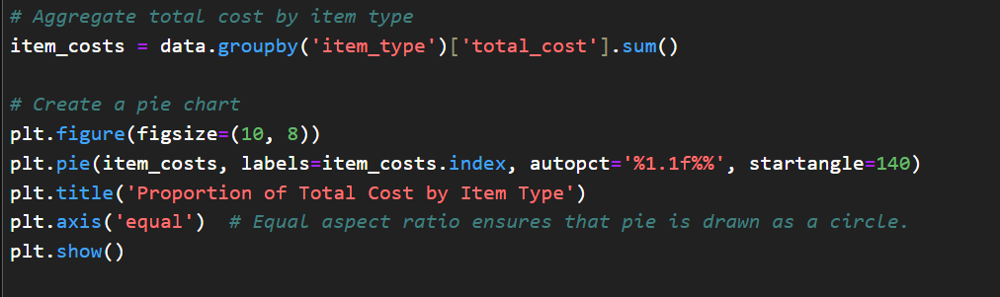 # Aggregate total cost by item type
item_costs = data.groupby('item_type')['total_cost'].sum()
# Create a pie chart
plt.figure(figsize=(10, 8))
plt.pie(item_costs, labels=item_costs.index, autopct='%1.1f%%', startangle=140)
plt.title('Proportion of Total Cost by Item Type')
plt.axis('equal')  # Equal aspect ratio ensures that pie is drawn as a circle.
plt.show()